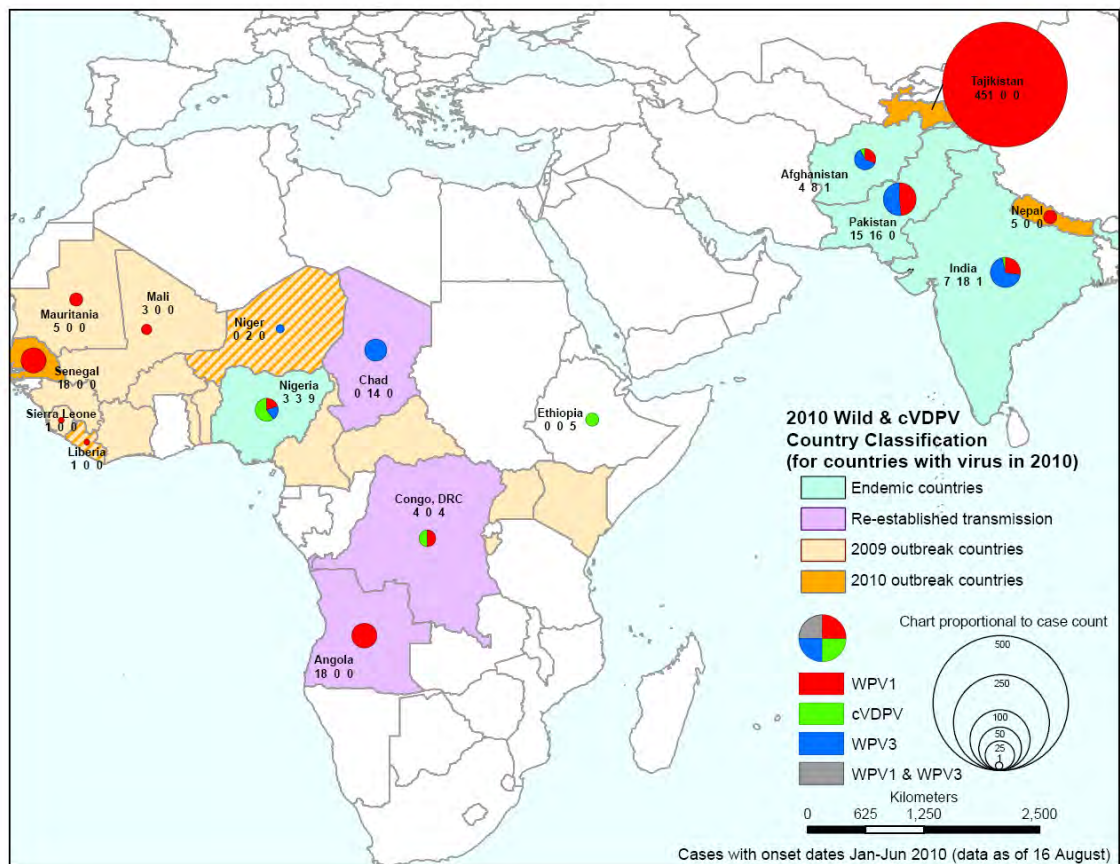 Tajikistan
451 0 0
Afghanistan
4 8 1
Pakistan
15 16 0
Nepal
5 0 0
India
7 18 1
Mali
3 0 0
Mauritania
5 0 0
Niger
0 2 0
Senegal
18 0 0
Nigeria
3 3 9
Chad
0 14 0
Sierra Leone
1 0 0
Liberia
1 0 0
Ethiopia
0 0 5
Congo, DRC
4 0 4
Angola
18 0 0
2010 Wild & cVDPV
Country Classification
(for countries with virus in 2010)
Endemic countries
Re-established transmission
2009 outbreak countries
2010 outbreak countries
Chart proportional to case count
500
250
100
50
25
1
WPV1
cVDPV
WPV3
WPV1 & WPV3
Kilometers
0 625 1,250 2,500
Cases with onset dates Jan-Jun 2010 (data as of 16 August)